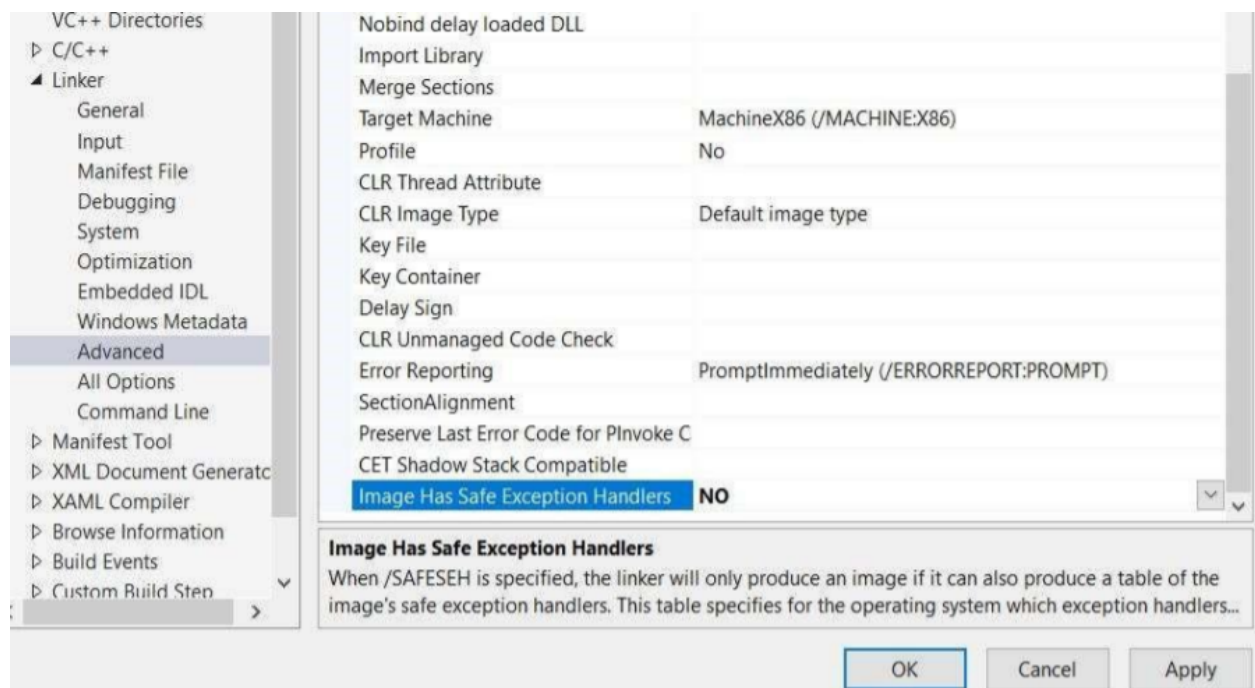 VC++ Directories
C/C++
Linker
General
Input
Manifest File
Debugging
System
Optimization
Embedded IDL
Windows Metadata
Advanced
All Options
Command Line
Manifest Tool
XML Document Generatc
XAML Compiler
Browse Information
Build Events
Custom Build Step
Nobind delay loaded DLL
Import Library
Merge Sections
Target Machine MachineX86 (/MACHINE:X86)
Profile No
CLR Thread Attribute
CLR Image Type Default image type
Key File
Key Container
Delay Sign
CLR Unmanaged Code Check
Error Reporting PromptImmediately (/ERRORREPORT:PROMPT)
SectionAlignment
Preserve Last Error Code for PInvoke C
CET Shadow Stack Compatible
Image Has Safe Exception Handlers NO
Image Has Safe Exception Handlers
When /SAFESEH is specified, the linker will only produce an image if it can also produce a table of the
image's safe exception handlers. This table specifies for the operating system which exception handlers...
OK Cancel Apply